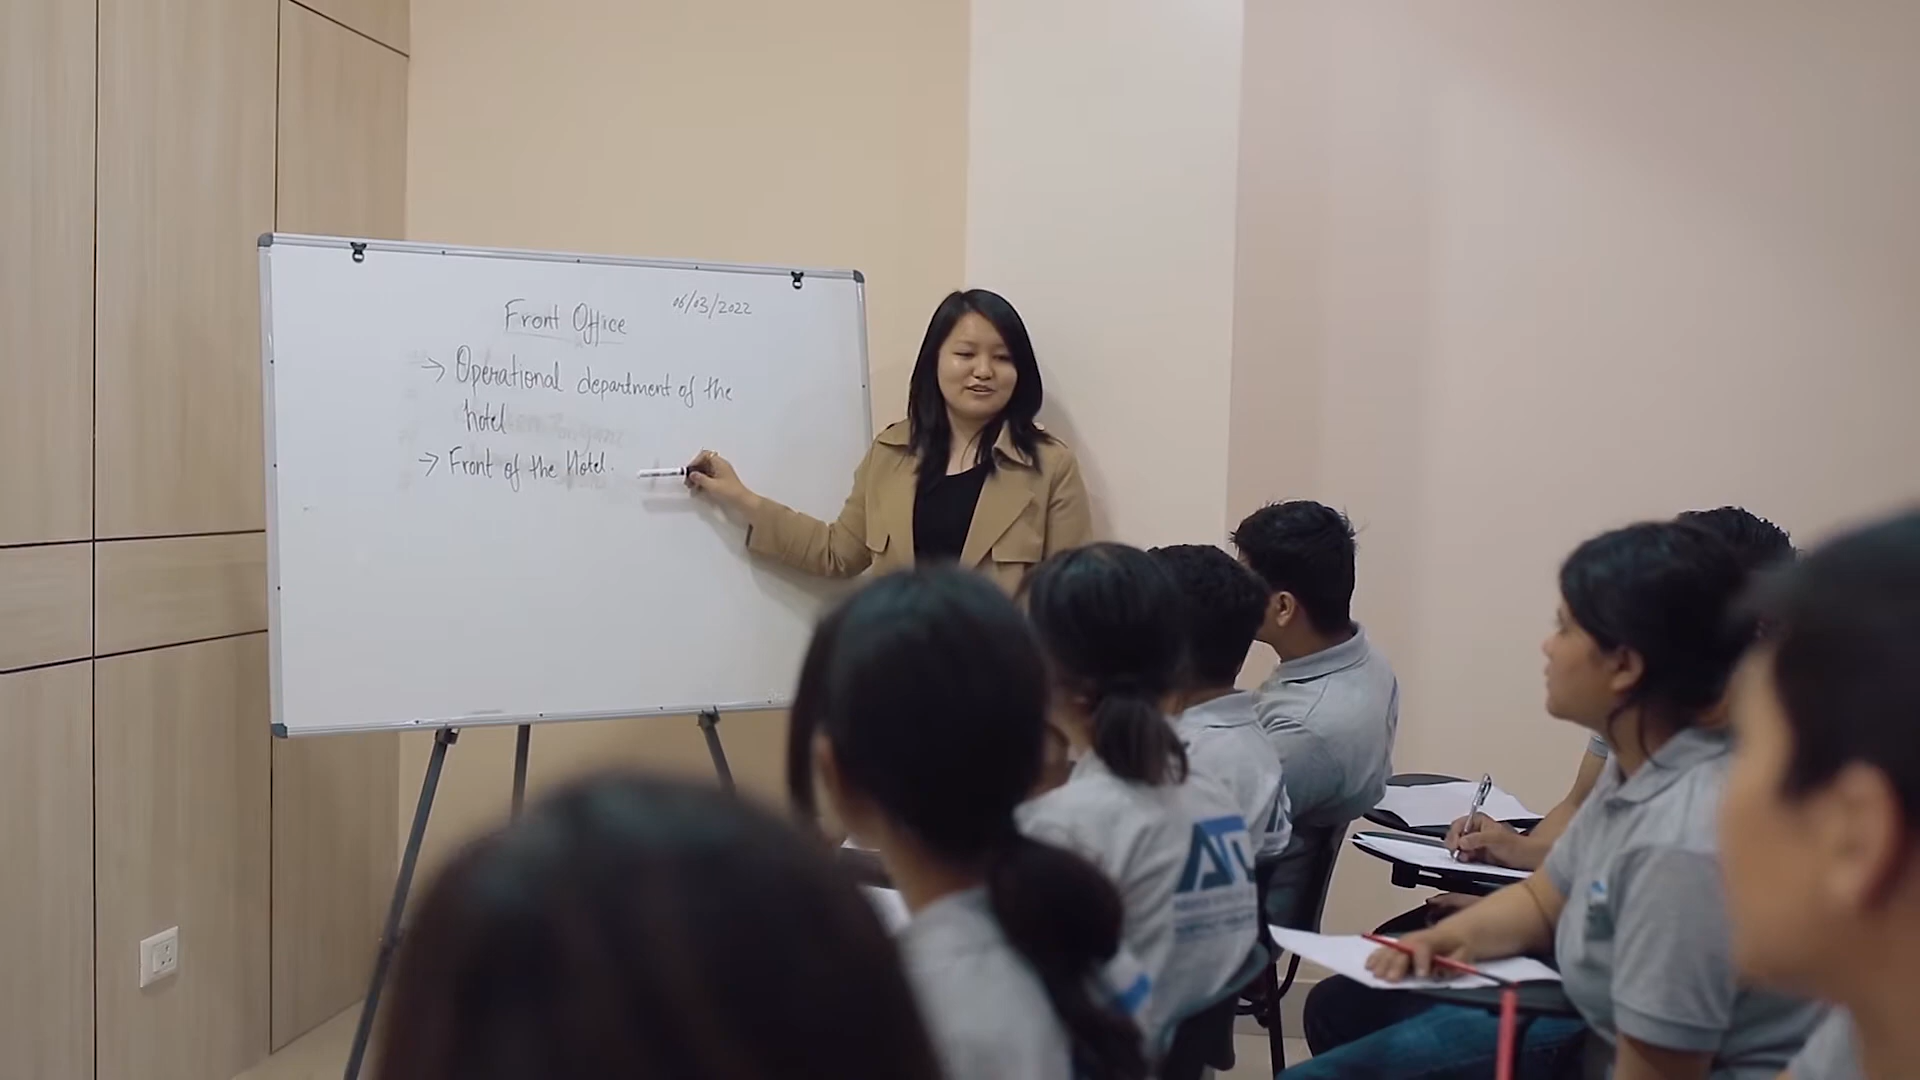 Front Office
06/03/2022
→ Operational department of the
hotel
→ Front of the Hotel.